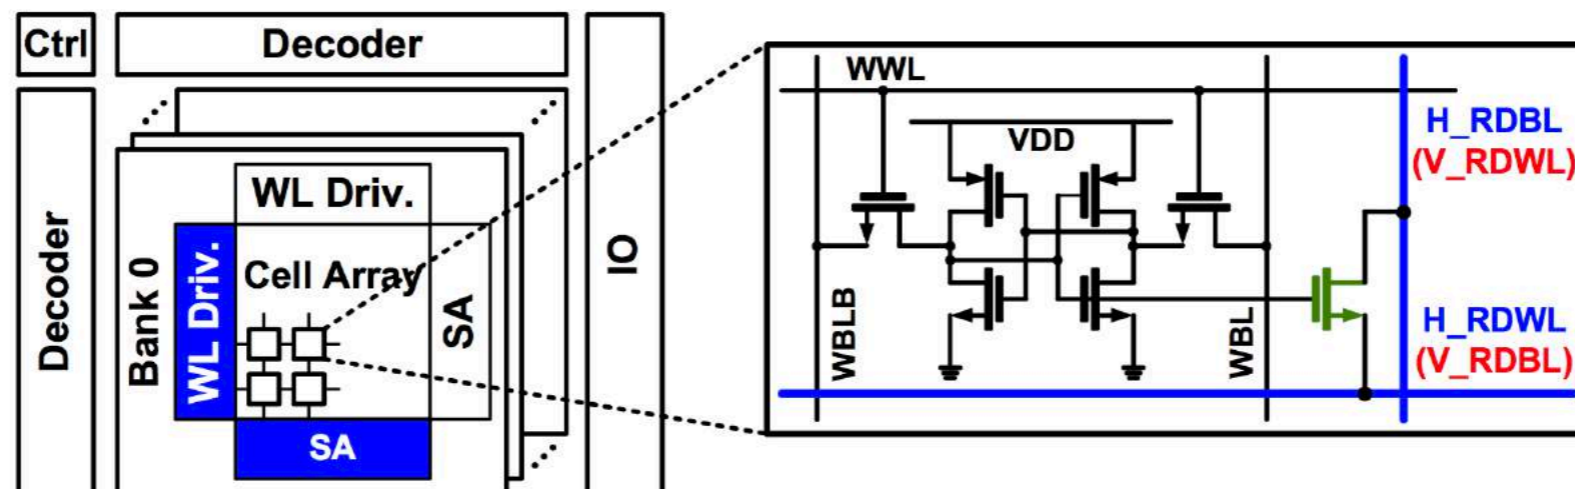 Ctrl
Decoder
Decoder
IO
Bank 0
WL Driv.
WL Driv.
Cell Array
SA
SA
WWL
VDD
WBLB
WBL
H_RDBL
(V_RDWL)
H_RDWL
(V_RDBL)